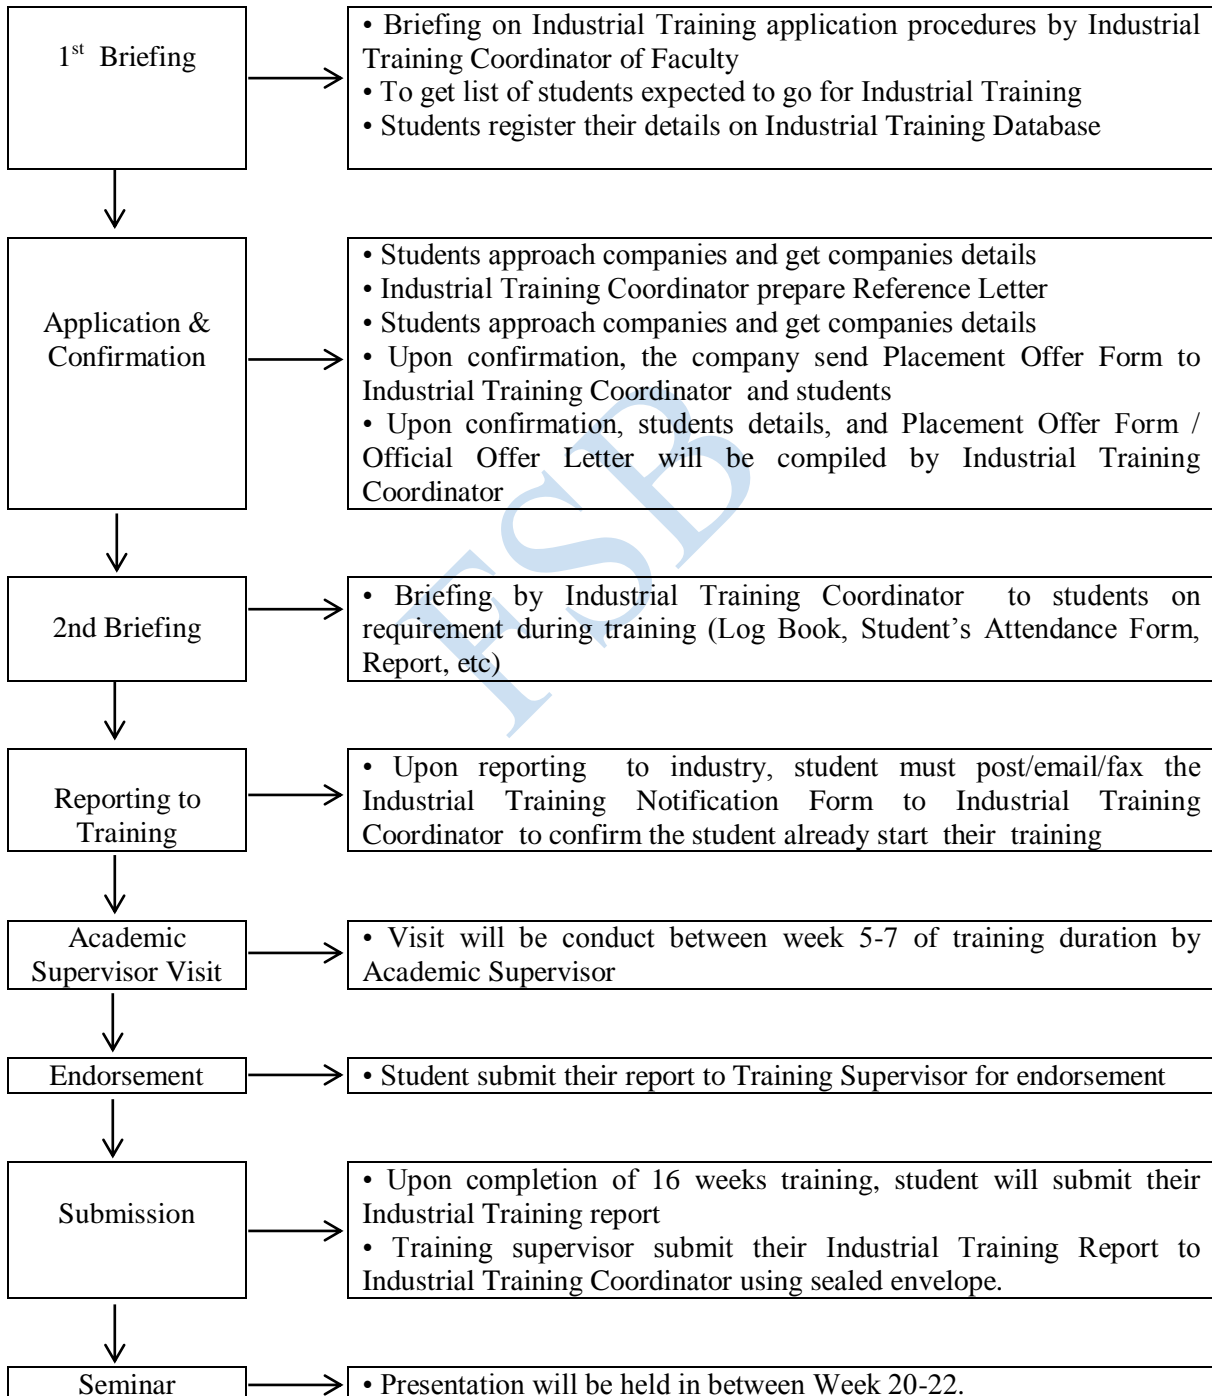 1st Briefing
• Briefing on Industrial Training application procedures by Industrial
Training Coordinator of Faculty
• To get list of students expected to go for Industrial Training
• Students register their details on Industrial Training Database
Application &
Confirmation
• Students approach companies and get companies details
• Industrial Training Coordinator prepare Reference Letter
• Students approach companies and get companies details
• Upon confirmation, the company send Placement Offer Form to
Industrial Training Coordinator and students
• Upon confirmation, students details, and Placement Offer Form /
Official Offer Letter will be compiled by Industrial Training
Coordinator
FSB
2nd Briefing
• Briefing by Industrial Training Coordinator to students on
requirement during training (Log Book, Student’s Attendance Form,
Report, etc)
Reporting to
Training
• Upon reporting to industry, student must post/email/fax the
Industrial Training Notification Form to Industrial Training
Coordinator to confirm the student already start their training
Academic
Supervisor Visit
• Visit will be conduct between week 5-7 of training duration by
Academic Supervisor
Endorsement
• Student submit their report to Training Supervisor for endorsement
Submission
• Upon completion of 16 weeks training, student will submit their
Industrial Training report
• Training supervisor submit their Industrial Training Report to
Industrial Training Coordinator using sealed envelope.
Seminar
• Presentation will be held in between Week 20-22.